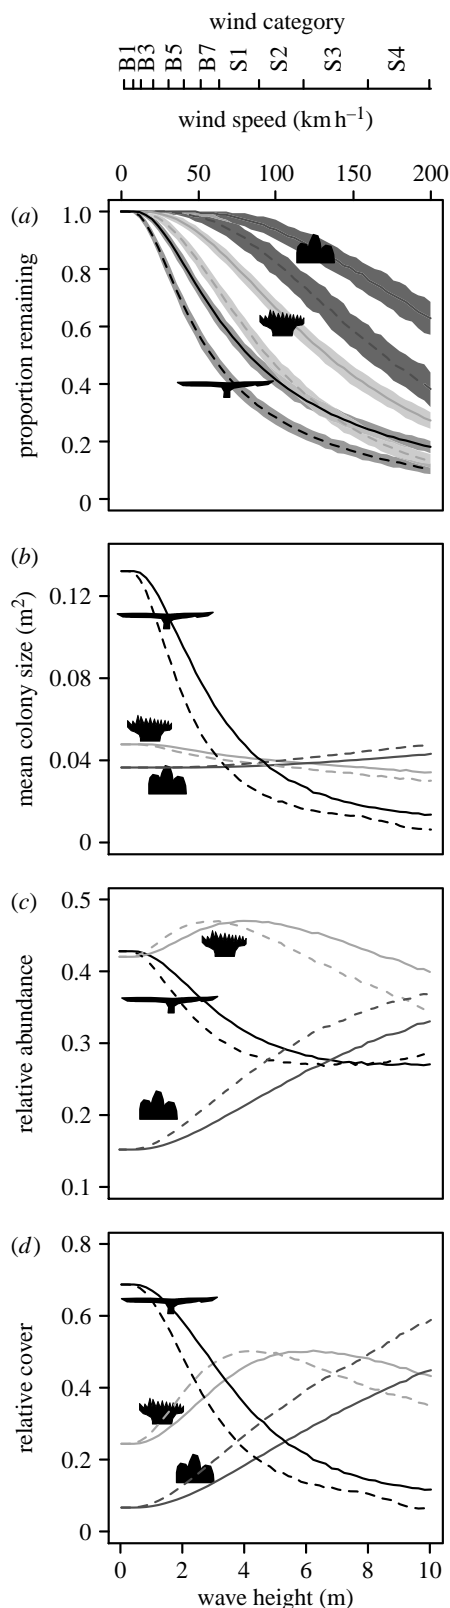 wind category
B1 B3 B5 B7 S1 S2 S3 S4
wind speed (km h–1)
0 50 100 150 200
(a)
1.0
0.8
0.6
0.4
0.2
0
proportion remaining
(b)
0.12
0.08
0.04
0
mean colony size (m2)
(c)
0.5
0.4
0.3
0.2
0.1
relative abundance
(d)
0.8
0.6
0.4
0.2
0
relative cover
0 2 4 6 8 10
wave height (m)